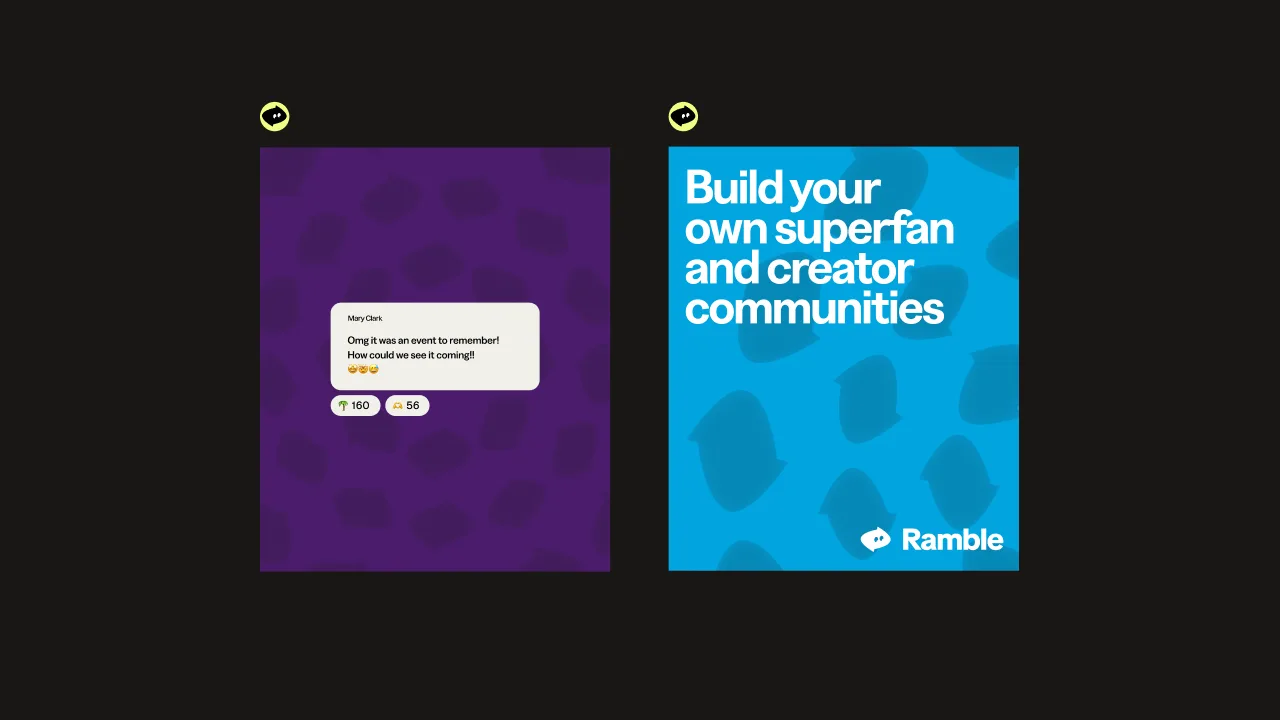 Mary Clark
Omg it was an event to remember!
How could we see it coming!!
🤩🥰😅
160
56
Build your
own superfan
and creator
communities
Ramble